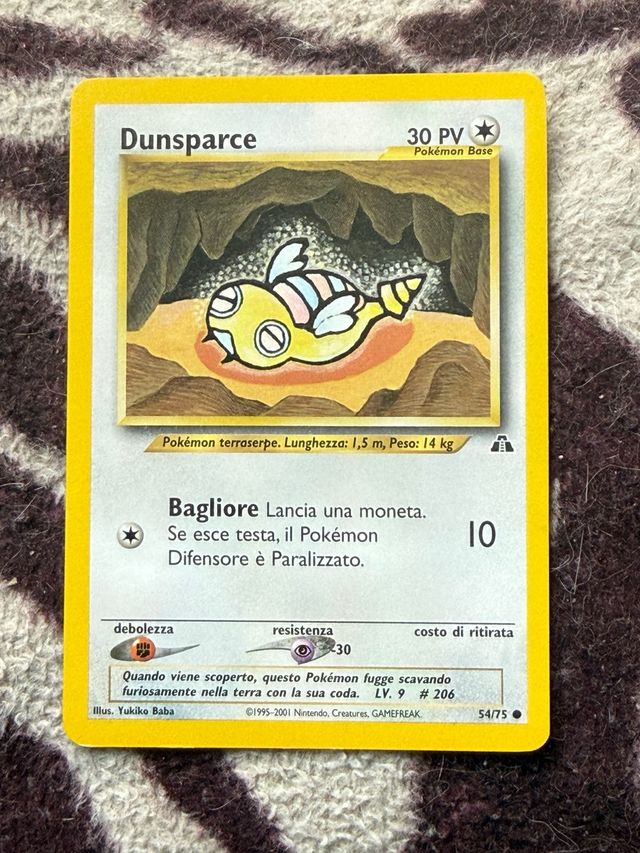 Dunsparce
30 PV
Pokémon Base
Pokémon terraserpe. Lunghezza: 1,5 m, Peso: 14 kg
Bagliore Lancia una moneta.
Se esce testa, il Pokémon
Difensore è Paralizzato.
10
debolezza
resistenza
-30
costo di ritirata
Quando viene scoperto, questo Pokémon fugge scavando
furiosamente nella terra con la sua coda. LV. 9 # 206
Illus. Yukiko Baba
©1995-2001 Nintendo, Creatures, GAMEFREAK.
54/75